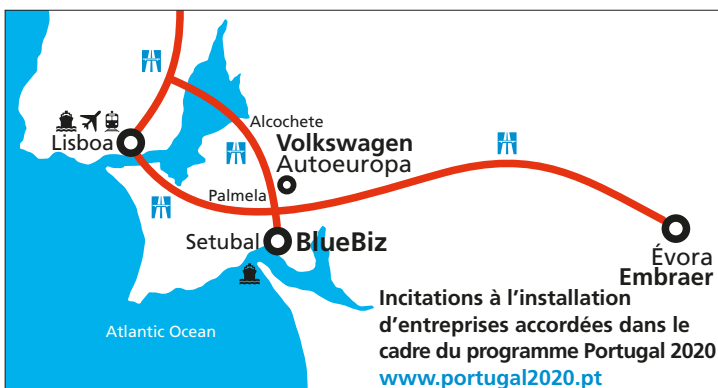 Alcochete
Lisboa
Volkswagen
Autoeuropa
Palmela
Setubal BlueBiz
Évora
Embraer
Atlantic Ocean
Incitations à l’installation
d’entreprises accordées dans le
cadre du programme Portugal 2020
www.portugal2020.pt